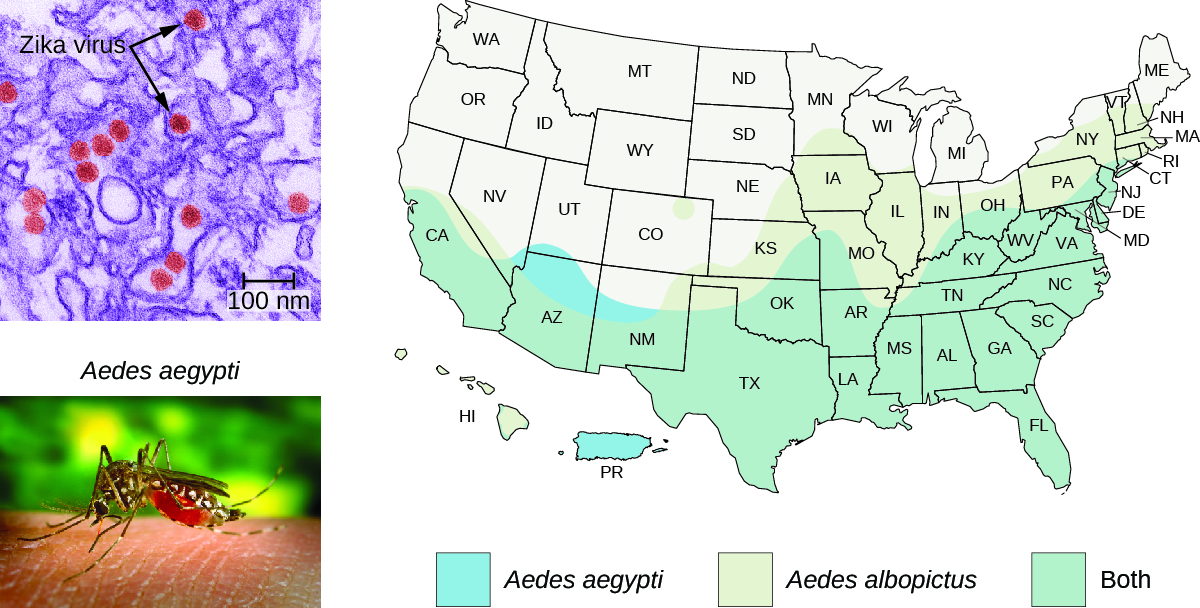 Zika virus
100 nm
Aedes aegypti
WA
OR
CA
NV
ID
MT
WY
UT
CO
AZ
NM
ND
SD
NE
KS
OK
TX
MN
IA
MO
AR
LA
WI
IL
MI
IN
OH
KY
TN
MS
AL
GA
FL
SC
NC
VA
WV
PA
NY
VT
ME
NH
MA
RI
CT
NJ
DE
MD
HI
PR
Aedes aegypti
Aedes albopictus
Both